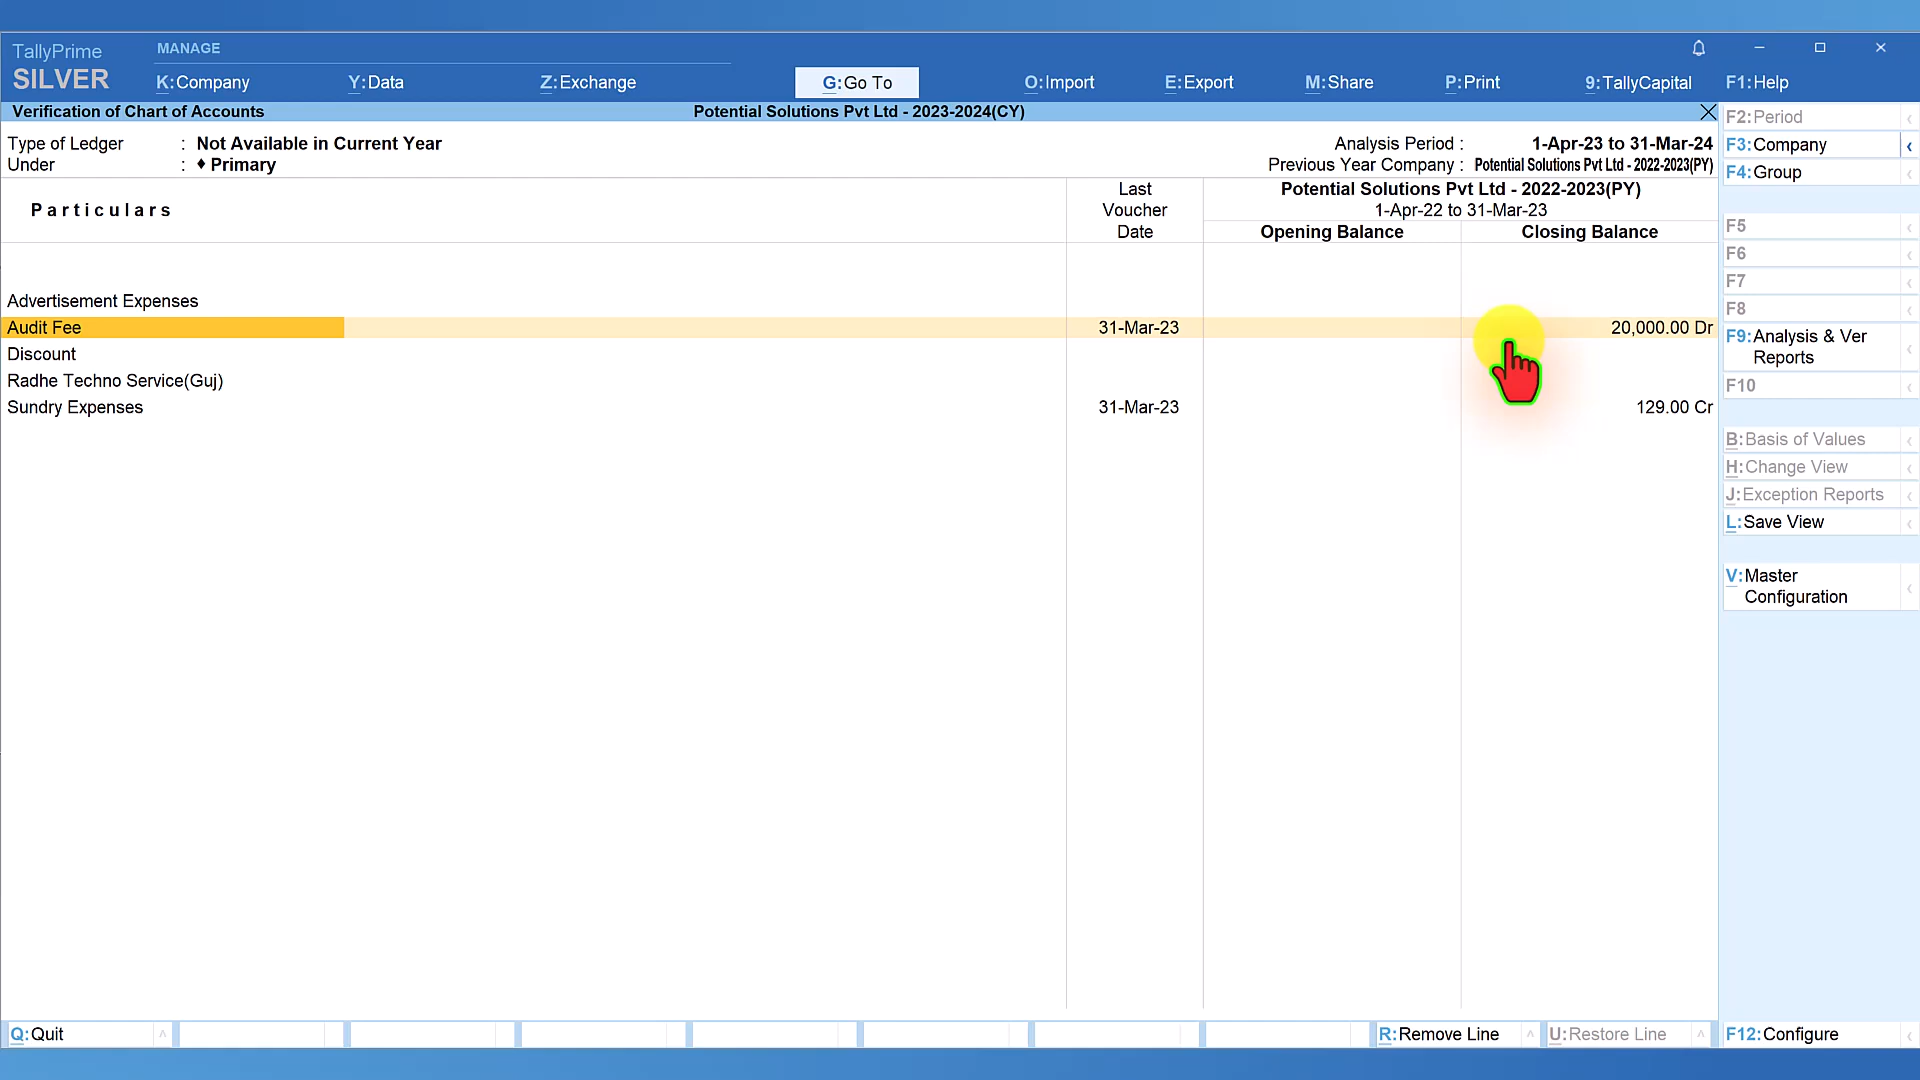 TallyPrime
SILVER
MANAGE
K:Company Y:Data Z:Exchange G:Go To O:Import E:Export M:Share P:Print 9:TallyCapital F1:Help
Verification of Chart of Accounts Potential Solutions Pvt Ltd - 2023-2024(CY)
Type of Ledger : Not Available in Current Year Analysis Period : 1-Apr-23 to 31-Mar-24
Under : ♦ Primary Previous Year Company : Potential Solutions Pvt Ltd - 2022-2023(PY)
Particulars
Last
Voucher
Date
Potential Solutions Pvt Ltd - 2022-2023(PY)
1-Apr-22 to 31-Mar-23
Opening Balance Closing Balance
Advertisement Expenses
Audit Fee 31-Mar-23 20,000.00 Dr
Discount
Radhe Techno Service(Guj)
Sundry Expenses 31-Mar-23 129.00 Cr
F2:Period
F3:Company
F4:Group
F5
F6
F7
F8
F9:Analysis & Ver
Reports
F10
B:Basis of Values
H:Change View
J:Exception Reports
L:Save View
V:Master
Configuration
Q:Quit R:Remove Line U:Restore Line F12:Configure